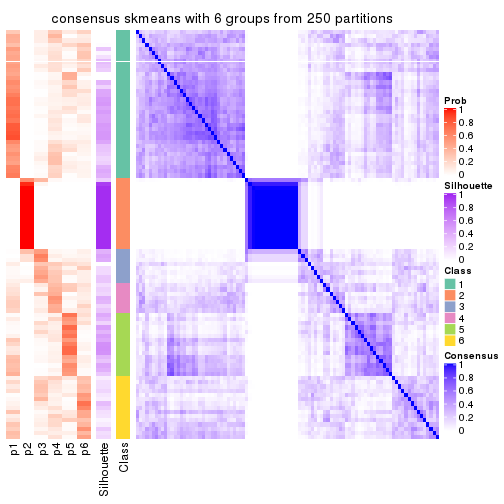 consensus skmeans with 6 groups from 250 partitions
Prob
1
0.8
0.6
0.4
0.2
0
Silhouette
1
0.8
0.6
0.4
0.2
0
Class
1
2
3
4
5
6
Consensus
1
0.8
0.6
0.4
0.2
0
p1
p2
p3
p4
p5
p6
Silhouette
Class